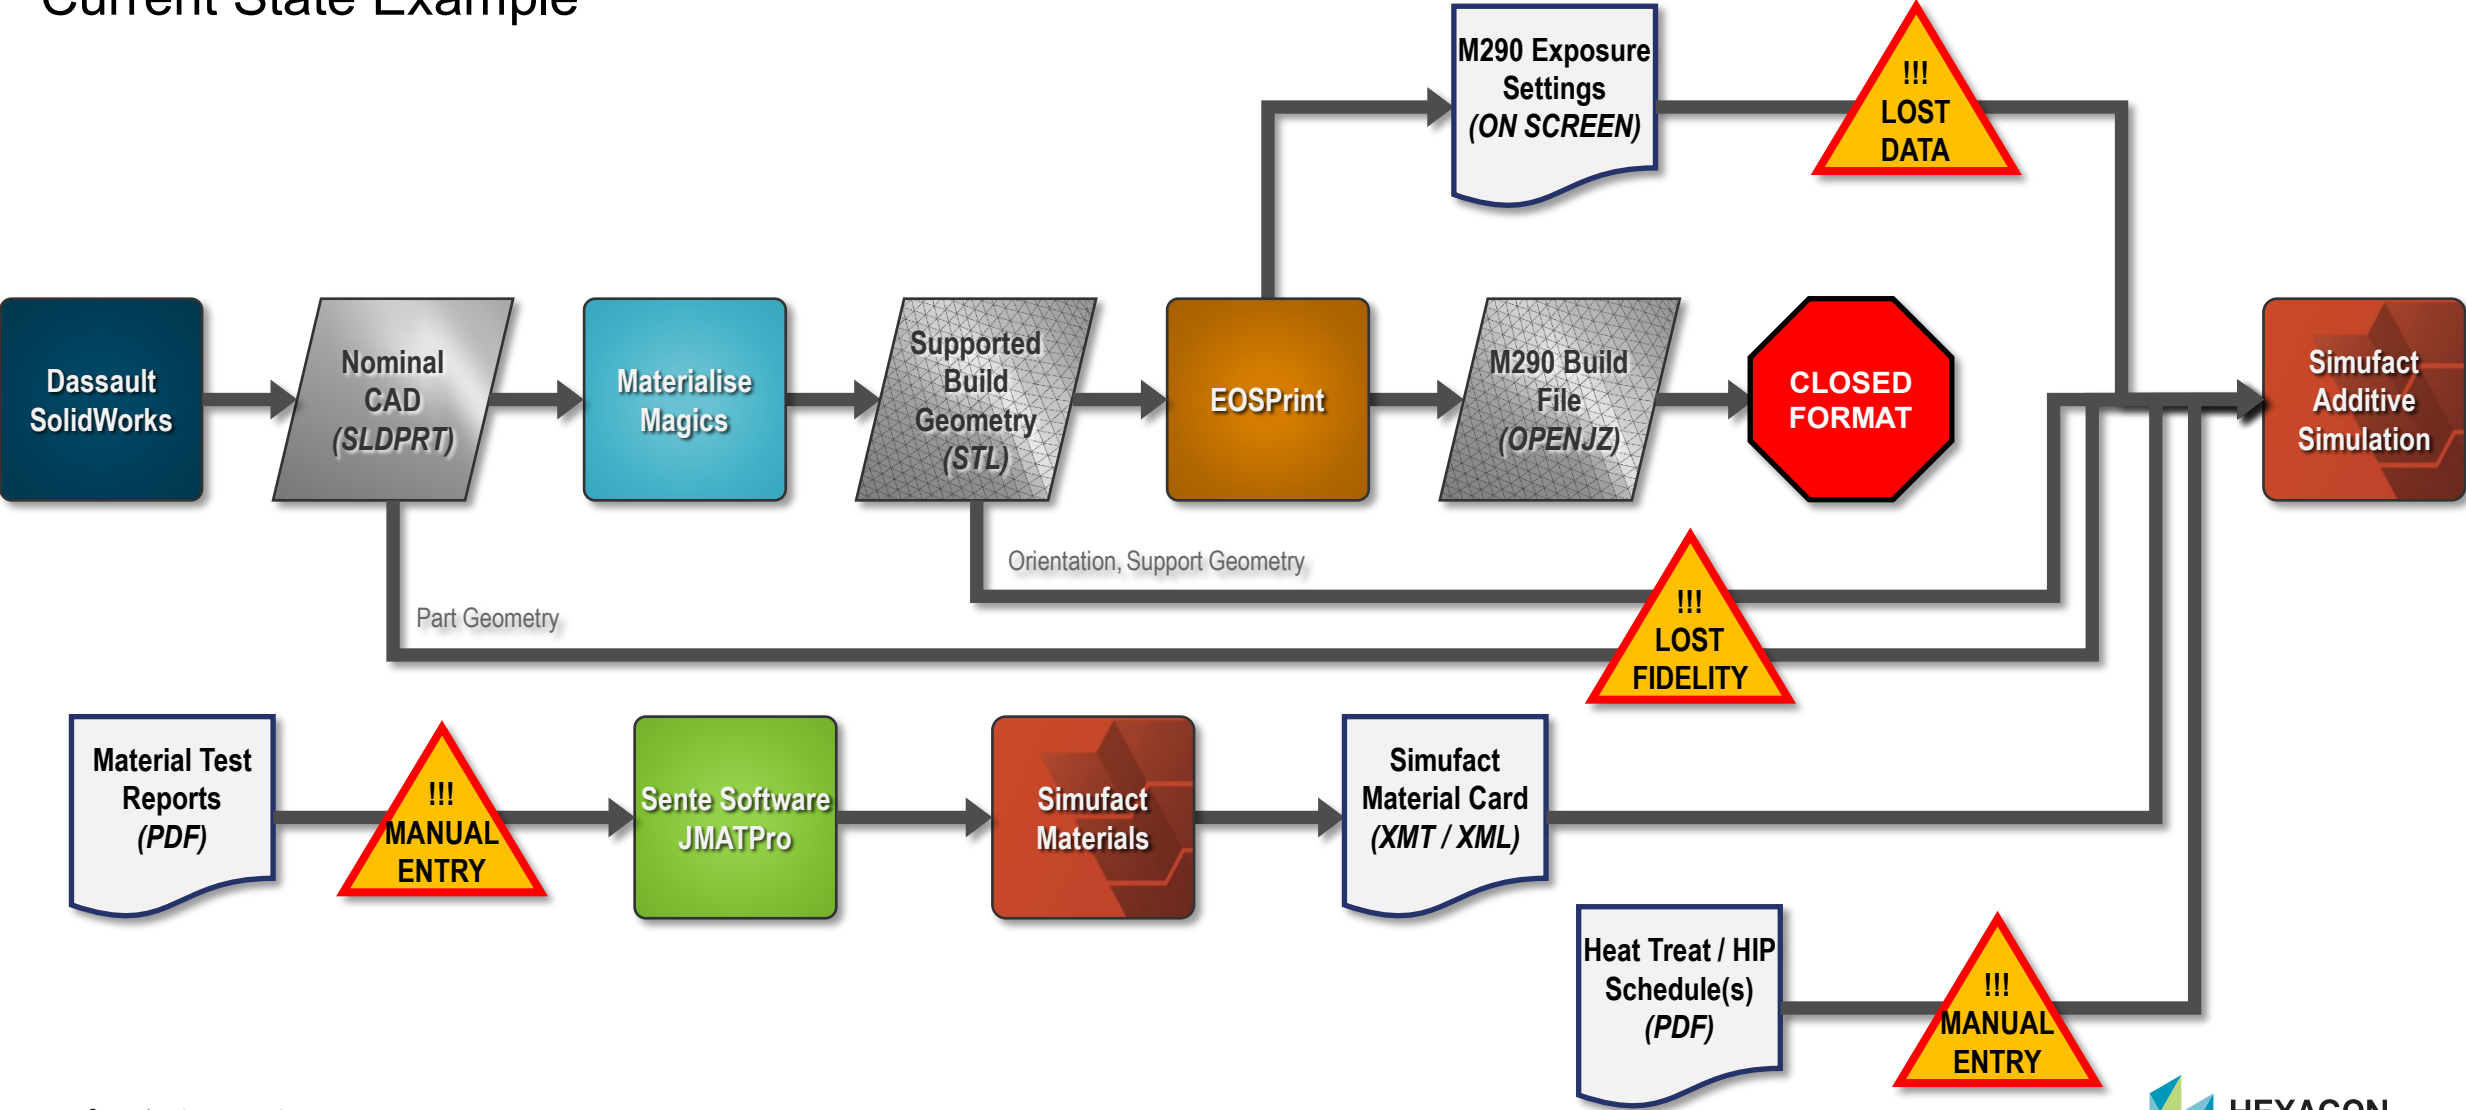 Current State Example
M290 Exposure
Settings
(ON SCREEN)
!!!
LOST
DATA
Dassault
SolidWorks
Nominal
CAD
(SLDPRT)
Materialise
Magics
Supported
Build
Geometry
(STL)
EOSPrint
M290 Build
File
(OPENJZ)
CLOSED
FORMAT
Simufact
Additive
Simulation
Orientation, Support Geometry
Part Geometry
!!!
LOST
FIDELITY
Material Test
Reports
(PDF)
!!!
MANUAL
ENTRY
Sente Software
JMATPro
Simufact
Materials
Simufact
Material Card
(XMT / XML)
Heat Treat / HIP
Schedule(s)
(PDF)
!!!
MANUAL
ENTRY
HEXAGON